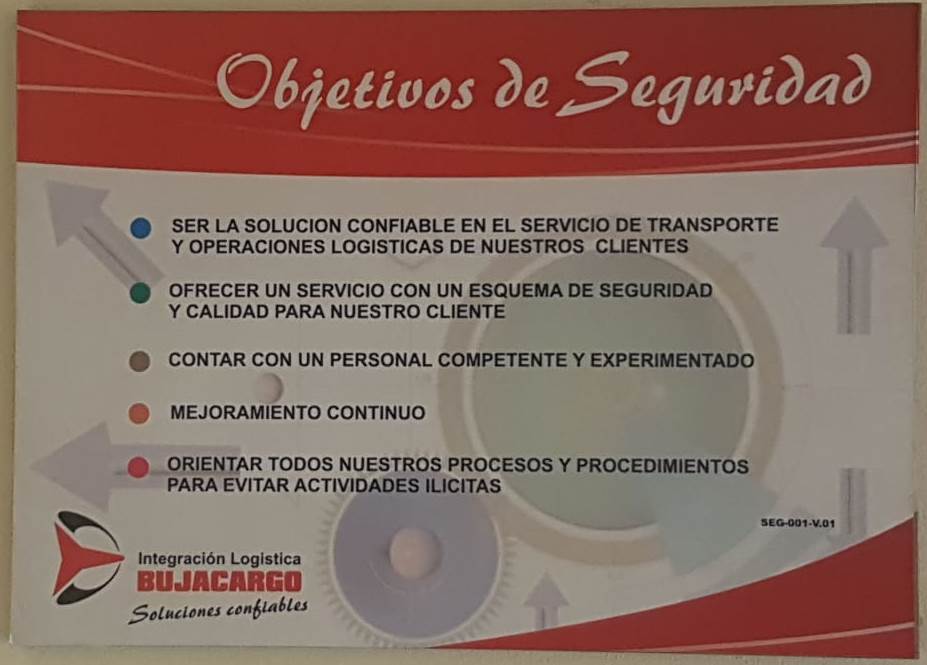 Objetivos de Seguridad
SER LA SOLUCION CONFIABLE EN EL SERVICIO DE TRANSPORTE
Y OPERACIONES LOGISTICAS DE NUESTROS CLIENTES
OFRECER UN SERVICIO CON UN ESQUEMA DE SEGURIDAD
Y CALIDAD PARA NUESTRO CLIENTE
CONTAR CON UN PERSONAL COMPETENTE Y EXPERIMENTADO
MEJORAMIENTO CONTINUO
ORIENTAR TODOS NUESTROS PROCESOS Y PROCEDIMIENTOS
PARA EVITAR ACTIVIDADES ILICITAS
SEG-001-V.01
Integración Logistica
BUJACARGO
Soluciones confiables